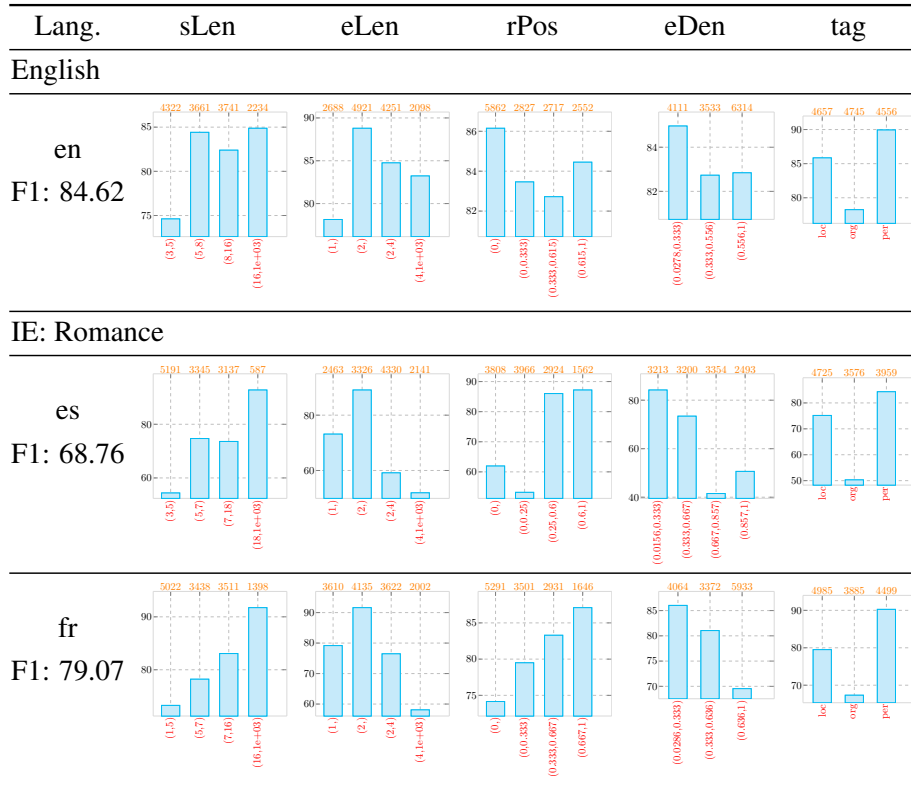 Lang. sLen eLen rPos eDen tag
English
en
F1: 84.62
4322 3661 3741 2234
85
80
75
(3,5) (5,8) (8,16) (16,1e+03)
2688 4921 4251 2098
90
85
80
(1,) (2,) (2,4) (4,1e+03)
5862 2827 2717 2552
86
84
82
(0,) (0,0.333) (0.333,0.615) (0.615,1)
4111 3533 6314
84
82
(0.0278,0.333) (0.333,0.556) (0.556,1)
4657 4745 4556
90
85
80
loc org per
IE: Romance
es
F1: 68.76
5191 3345 3137 587
80
60
(3,5) (5,7) (7,18) (18,1e+03)
2463 3326 4330 2141
80
60
(1,) (2,) (2,4) (4,1e+03)
3808 3966 2924 1562
90
80
70
60
(0,) (0,0.25) (0.25,0.6) (0.6,1)
3213 3200 3354 2493
80
60
40
(0.0156,0.333) (0.333,0.667) (0.667,0.857) (0.857,1)
4725 3576 3959
80
70
60
50
loc org per
fr
F1: 79.07
5022 3438 3511 1398
90
80
(1,5) (5,7) (7,16) (16,1e+03)
3610 4135 3622 2002
90
80
70
60
(1,) (2,) (2,4) (4,1e+03)
5291 3501 2931 1646
85
80
75
(0,) (0,0.333) (0.333,0.667) (0.667,1)
4064 3372 5933
85
80
75
70
(0.0286,0.333) (0.333,0.636) (0.636,1)
4985 3885 4499
90
80
70
loc org per